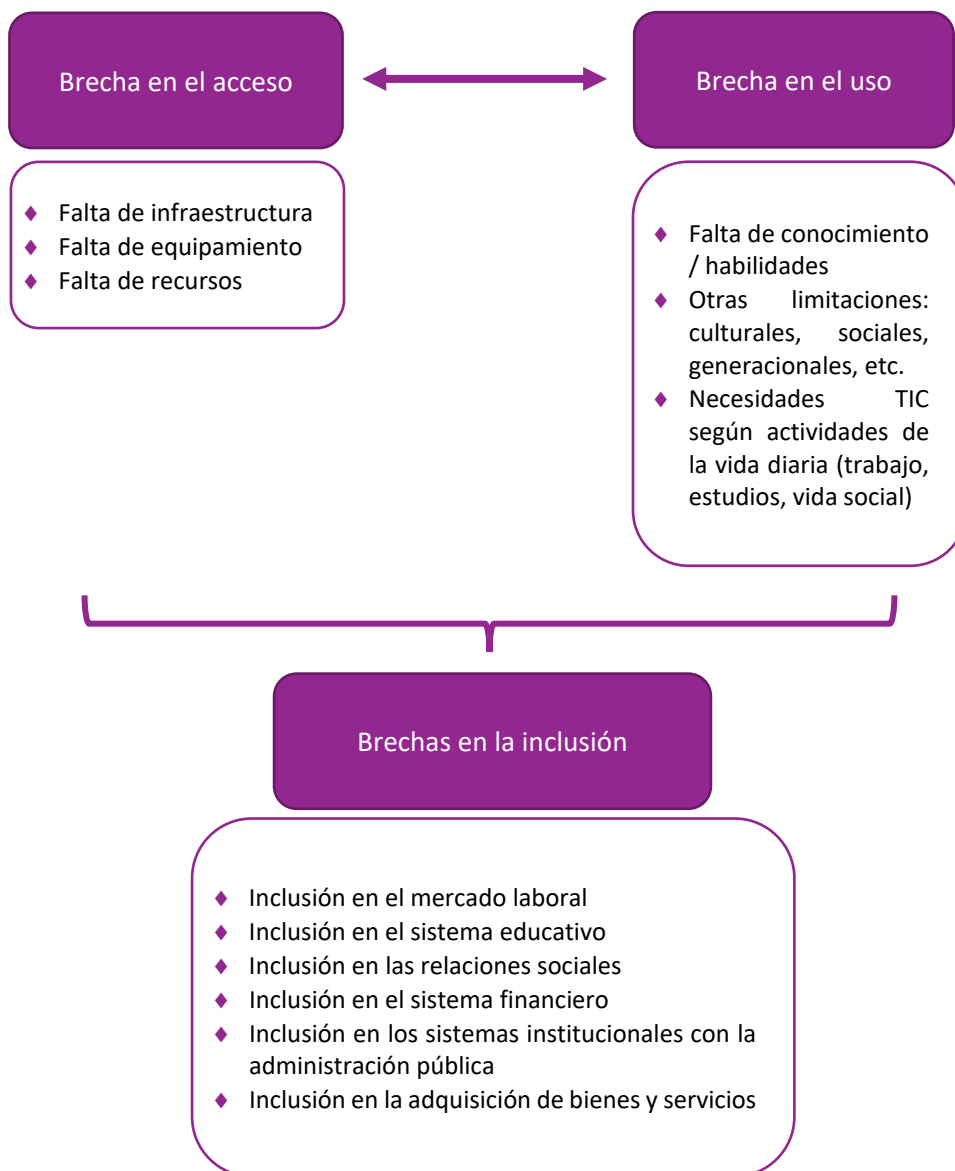 Brecha en el acceso
Brecha en el uso
♦ Falta de infraestructura
♦ Falta de equipamiento
♦ Falta de recursos
♦ Falta de conocimiento
/ habilidades
♦ Otras limitaciones:
culturales, sociales,
generacionales, etc.
♦ Necesidades TIC
según actividades de
la vida diaria (trabajo,
estudios, vida social)
Brechas en la inclusión
♦ Inclusión en el mercado laboral
♦ Inclusión en el sistema educativo
♦ Inclusión en las relaciones sociales
♦ Inclusión en el sistema financiero
♦ Inclusión en los sistemas institucionales con la
administración pública
♦ Inclusión en la adquisición de bienes y servicios